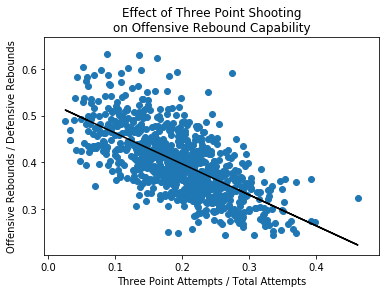 Effect of Three Point Shooting
on Offensive Rebound Capability
Offensive Rebounds / Defensive Rebounds
0.6
0.5
0.4
0.3
0.0 0.1 0.2 0.3 0.4
Three Point Attempts / Total Attempts